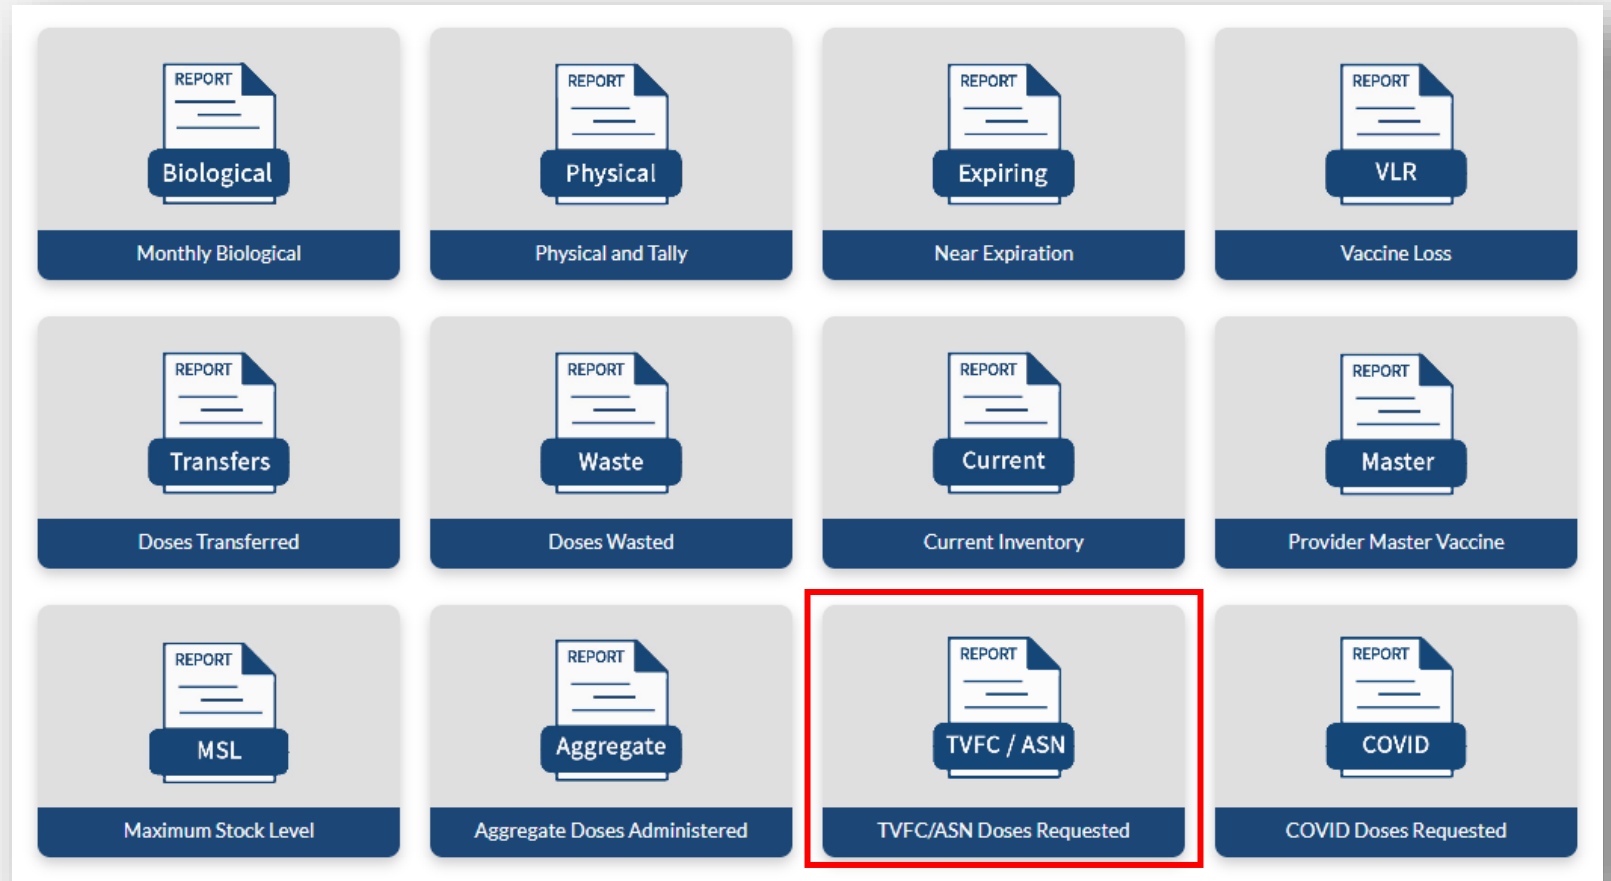 REPORT
Biological
Monthly Biological
REPORT
Physical
Physical and Tally
REPORT
Expiring
Near Expiration
REPORT
VLR
Vaccine Loss
REPORT
Transfers
Doses Transferred
REPORT
Waste
Doses Wasted
REPORT
Current
Current Inventory
REPORT
Master
Provider Master Vaccine
REPORT
MSL
Maximum Stock Level
REPORT
Aggregate
Aggregate Doses Administered
REPORT
TVFC / ASN
TVFC/ASN Doses Requested
REPORT
COVID
COVID Doses Requested